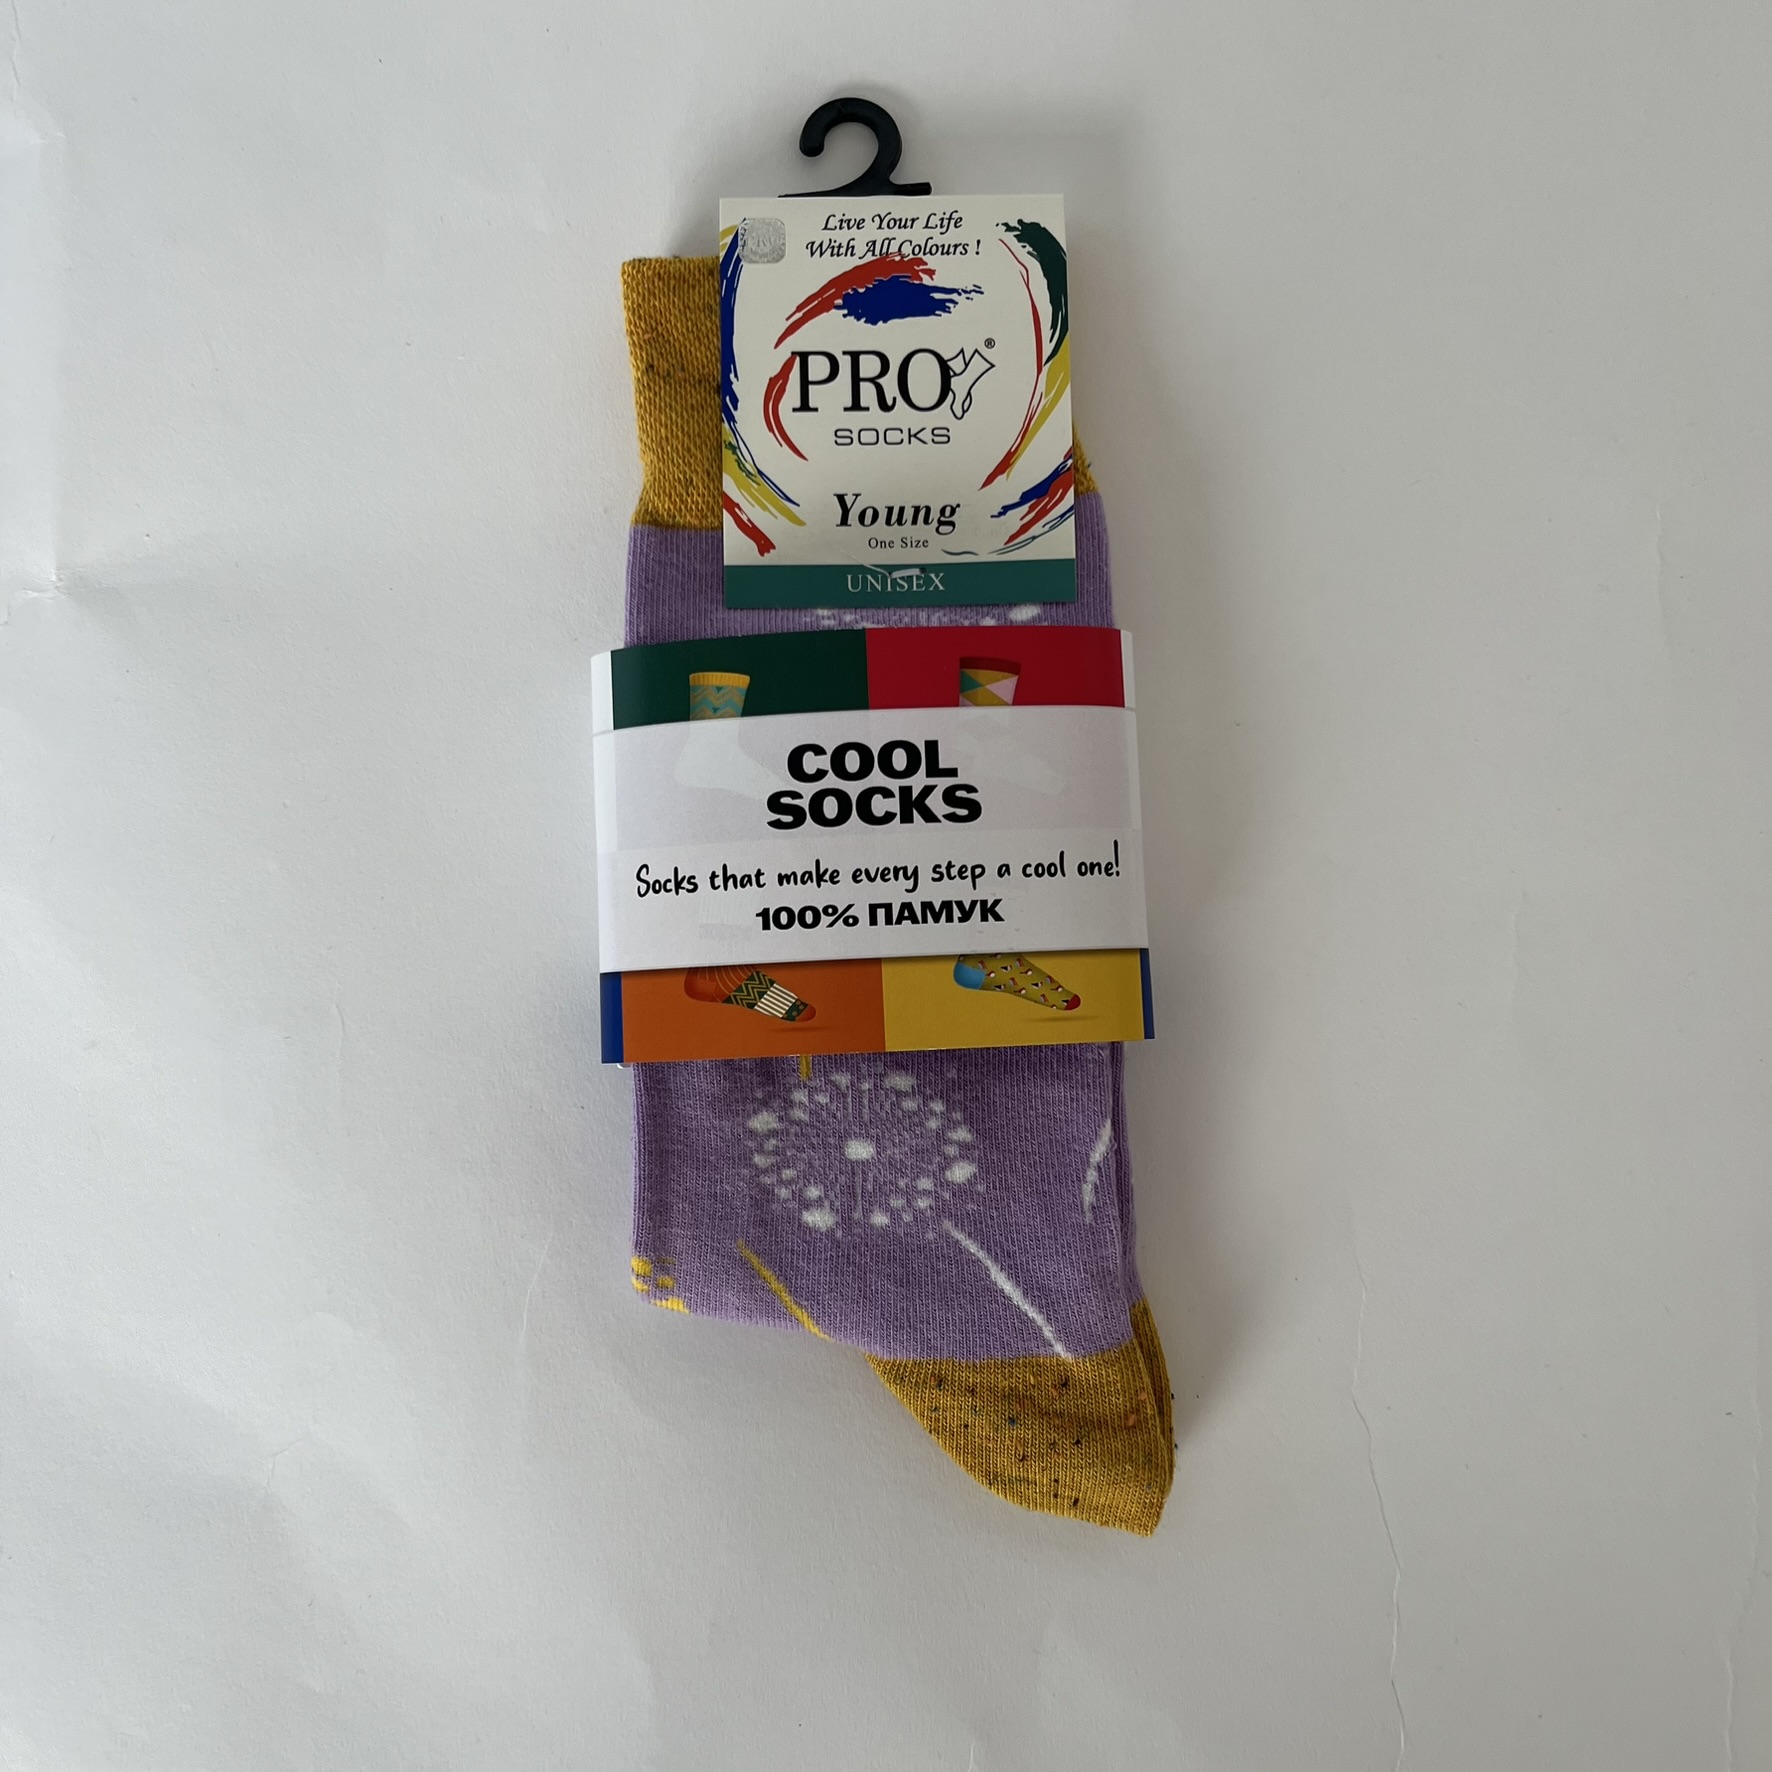 Live Your Life
With All Colours !
PRO ®
SOCKS
Young
One Size
UNISEX
COOL
SOCKS
Socks that make every step a cool one!
100% ПАМУК